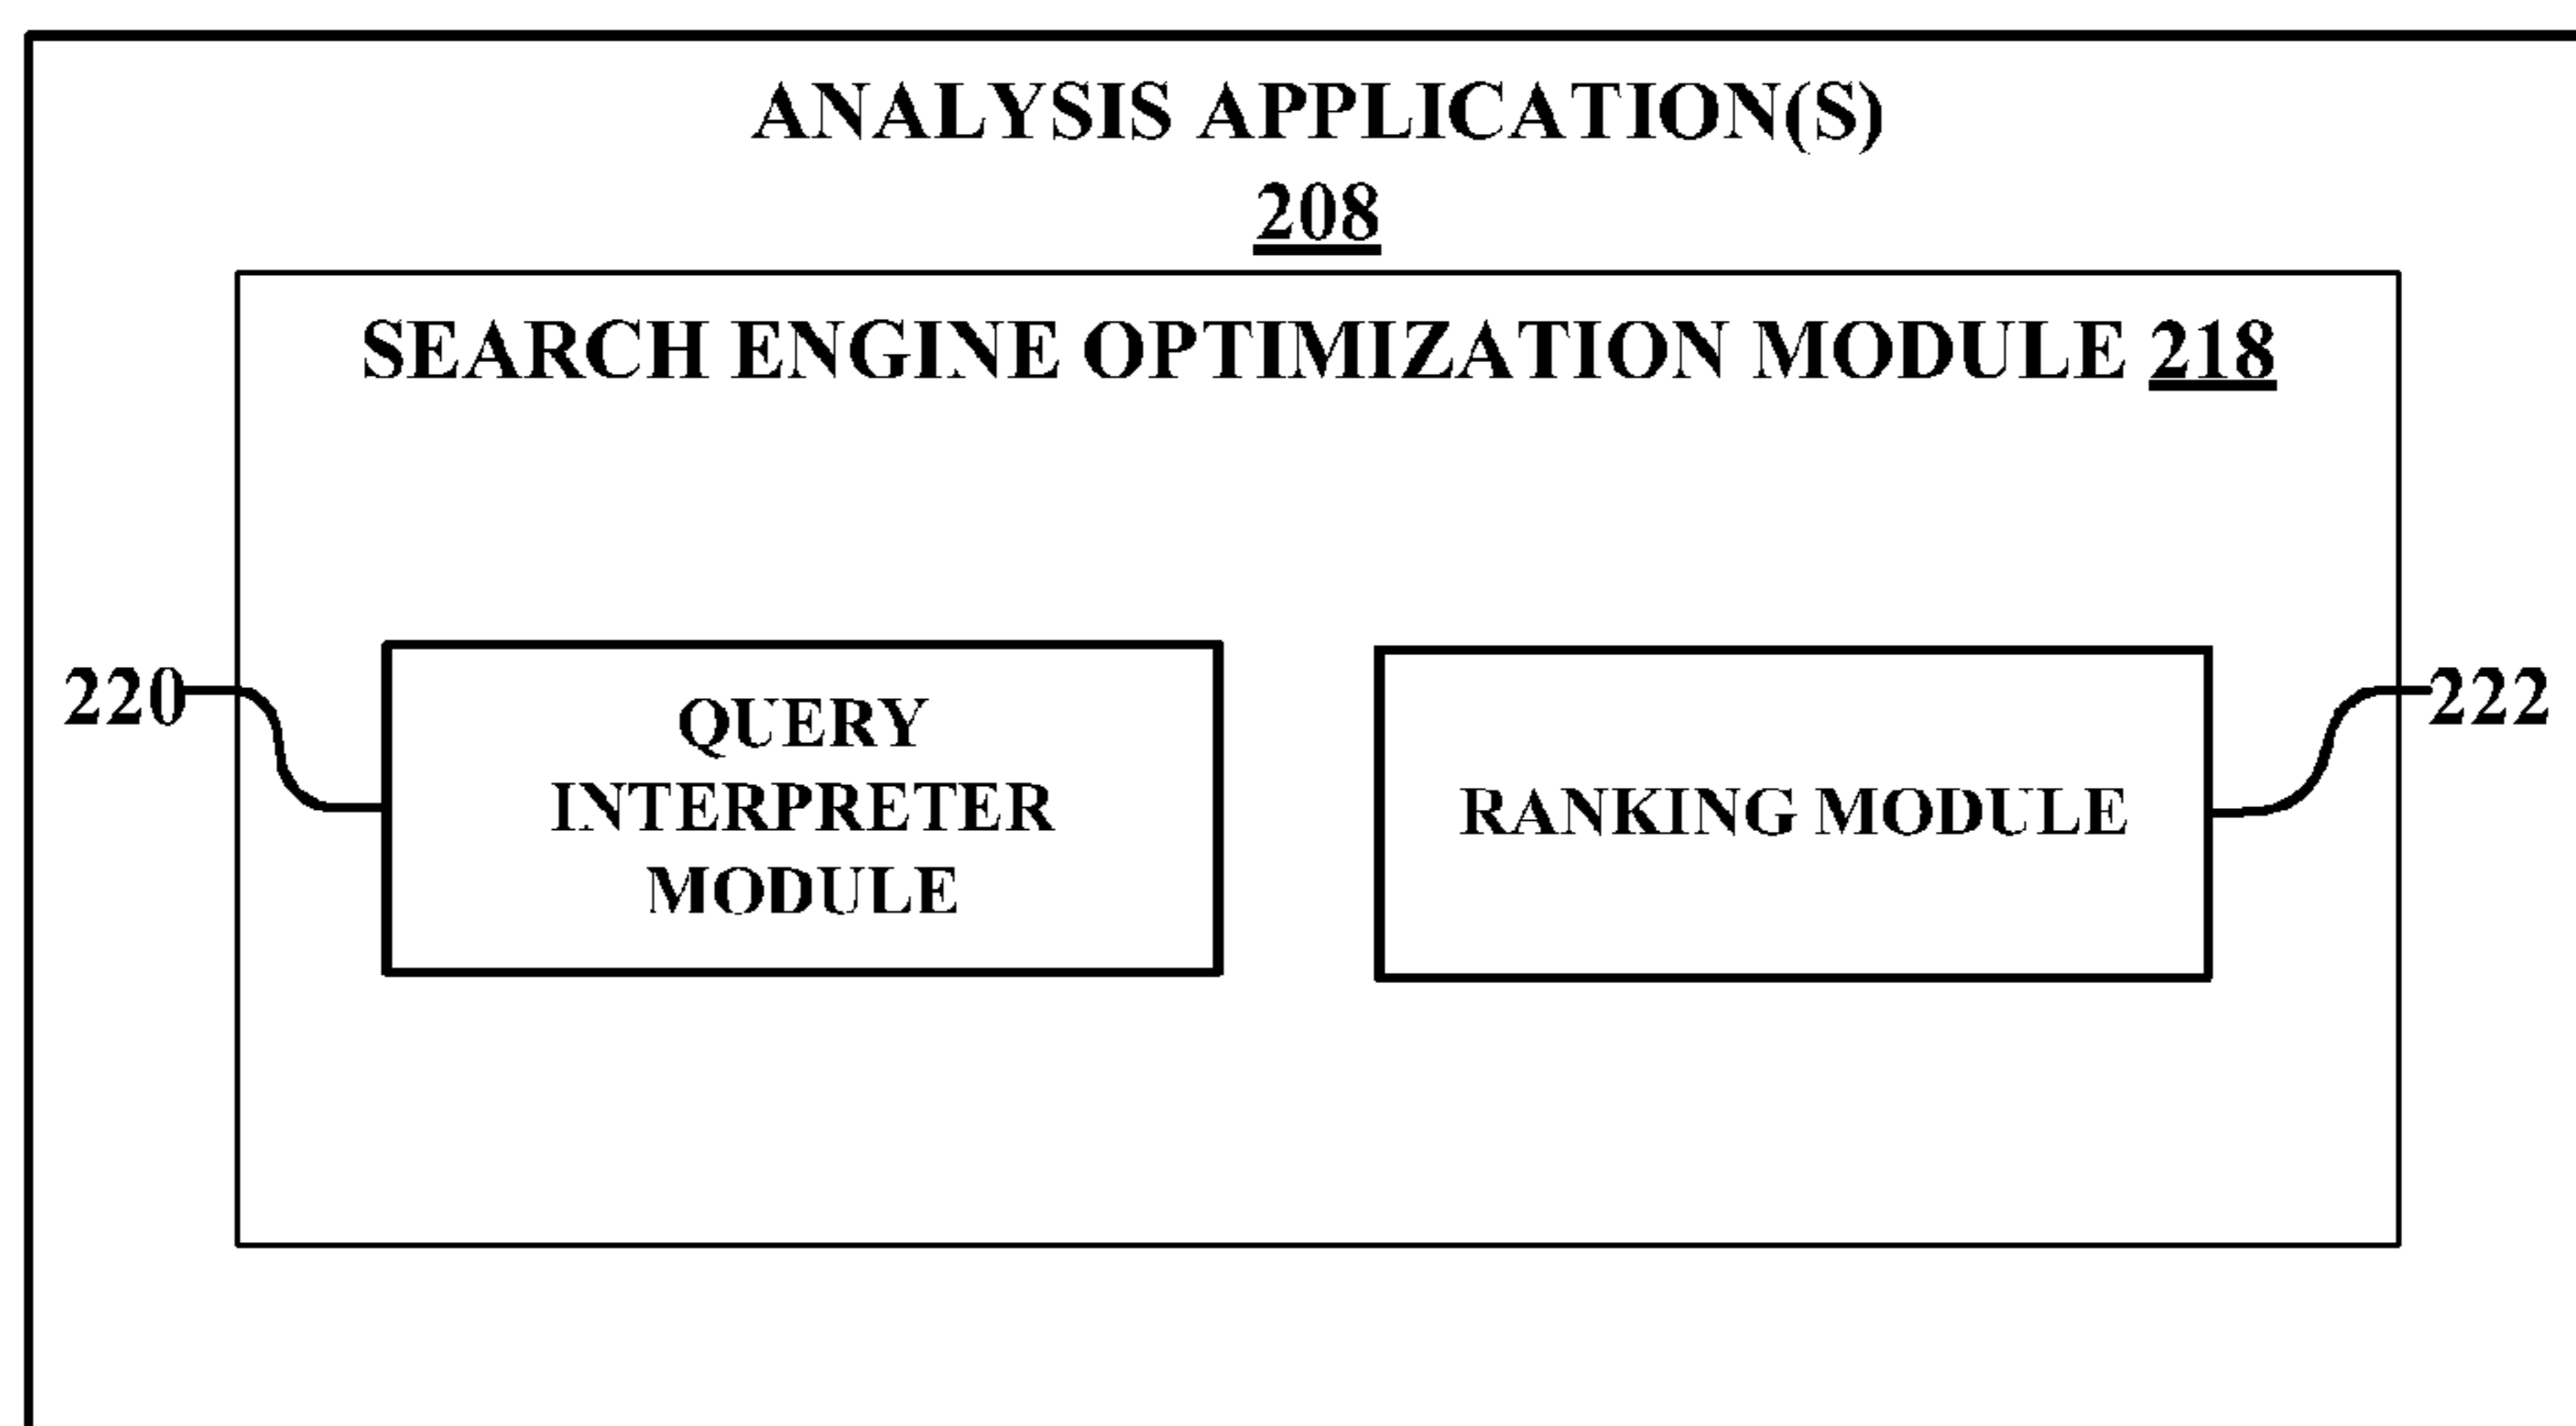 ANALYSIS APPLICATION(S)
208
SEARCH ENGINE OPTIMIZATION MODULE 218
220
QUERY
INTERPRETER
MODULE
RANKING MODULE
222